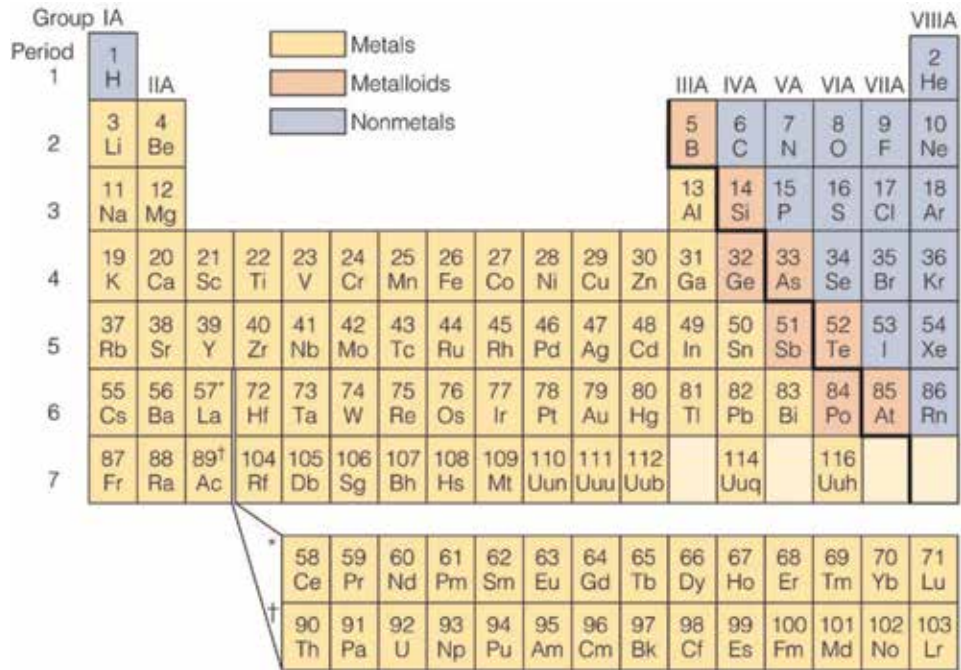 Group IA
VIIIA
Period
Metals
Metalloids
Nonmetals
IIA
IIIA IVA VA VIA VIIA
1
1
H
2
He
2
3
Li
4
Be
5
B
6
C
7
N
8
O
9
F
10
Ne
3
11
Na
12
Mg
13
Al
14
Si
15
P
16
S
17
Cl
18
Ar
4
19
K
20
Ca
21
Sc
22
Ti
23
V
24
Cr
25
Mn
26
Fe
27
Co
28
Ni
29
Cu
30
Zn
31
Ga
32
Ge
33
As
34
Se
35
Br
36
Kr
5
37
Rb
38
Sr
39
Y
40
Zr
41
Nb
42
Mo
43
Tc
44
Ru
45
Rh
46
Pd
47
Ag
48
Cd
49
In
50
Sn
51
Sb
52
Te
53
I
54
Xe
6
55
Cs
56
Ba
57*
La
72
Hf
73
Ta
74
W
75
Re
76
Os
77
Ir
78
Pt
79
Au
80
Hg
81
Tl
82
Pb
83
Bi
84
Po
85
At
86
Rn
7
87
Fr
88
Ra
89†
Ac
104
Rf
105
Db
106
Sg
107
Bh
108
Hs
109
Mt
110
Uun
111
Uuu
112
Uub
114
Uuq
116
Uuh
*
58
Ce
59
Pr
60
Nd
61
Pm
62
Sm
63
Eu
64
Gd
65
Tb
66
Dy
67
Ho
68
Er
69
Tm
70
Yb
71
Lu
†
90
Th
91
Pa
92
U
93
Np
94
Pu
95
Am
96
Cm
97
Bk
98
Cf
99
Es
100
Fm
101
Md
102
No
103
Lr